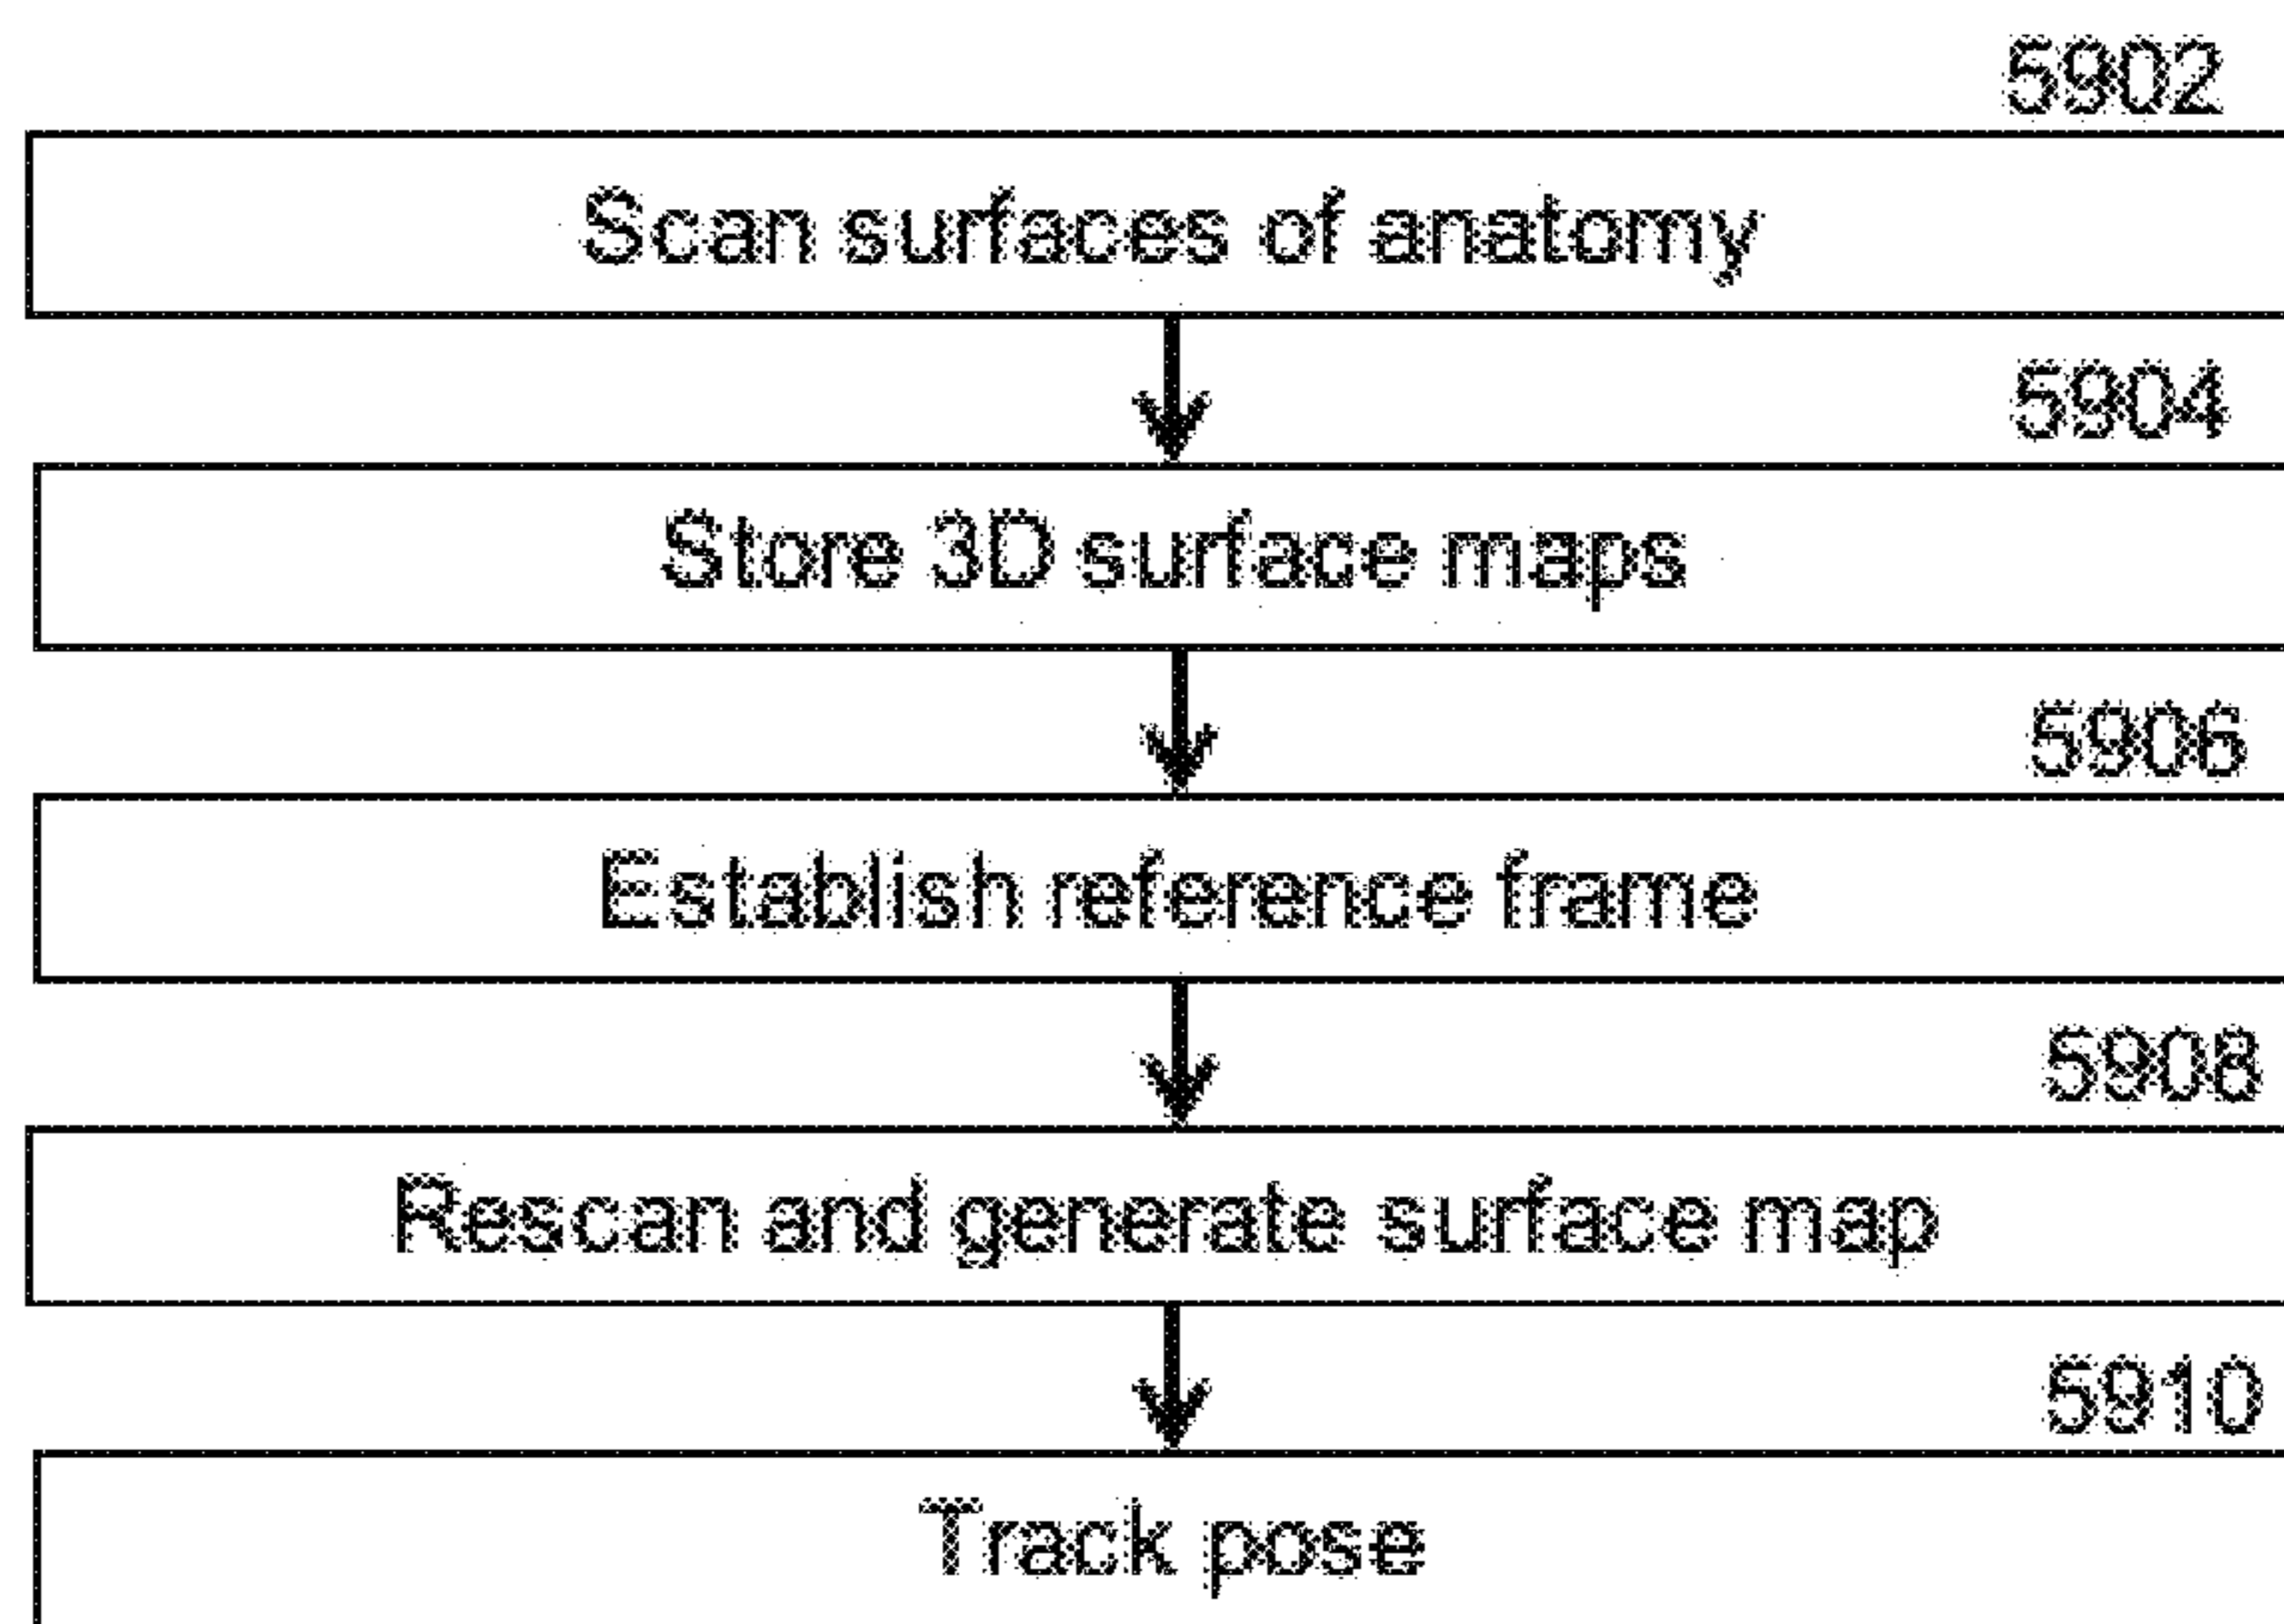 5902
Scan surfaces of anatomy
5904
Store 3D surface maps
5906
Establish reference frame
5908
Rescan and generate surface map
5910
Track pose